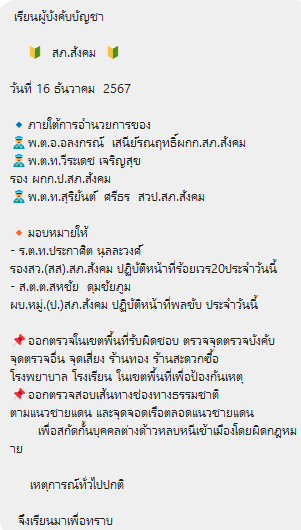 เรียนผู้บังคับบัญชา
🔰 สภ.สังคม 🔰
วันที่ 16 ธันวาคม 2567
🔹ภายใต้การอำนวยการของ
👮พ.ต.อ.อลงกรณ์ เสนีย์รณฤทธิ์ผกก.สภ.สังคม
👮พ.ต.ท.วีระเดช เจริญสุข
รอง ผกก.ป.สภ.สังคม
👮พ.ต.ท.สุริยันต์ ศรีธร สวป.สภ.สังคม
🔸มอบหมายให้
- ร.ต.ท.ประกาศิต นุลละวงศ์
รองสว.(สส).สภ.สังคม ปฏิบัติหน้าที่ร้อยเวร20ประจำวันนี้
- ส.ต.ต.สหชัย ดุมชัยภูม
ผบ.หมู่.(ป.)สภ.สังคม ปฏิบัติหน้าที่พลขับ ประจำวันนี้
📌ออกตรวจในเขตพื้นที่รับผิดชอบ ตรวจจุดตรวจบังคับ
จุดตรวจอื่น จุดเสี่ยง ร้านทอง ร้านสะดวกซื้อ
โรงพยาบาล โรงเรียน ในเขตพื้นที่เพื่อป้องกันเหตุ
📌ออกตรวจสอบเส้นทางช่องทางธรรมชาติ
ตามแนวชายแดน และจุดจอดเรือตลอดแนวชายแดน
เพื่อสกัดกั้นบุคคลต่างด้าวหลบหนีเข้าเมืองโดยผิดกฎหม
าย
เหตุการณ์ทั่วไปปกติ
จึงเรียนมาเพื่อทราบ